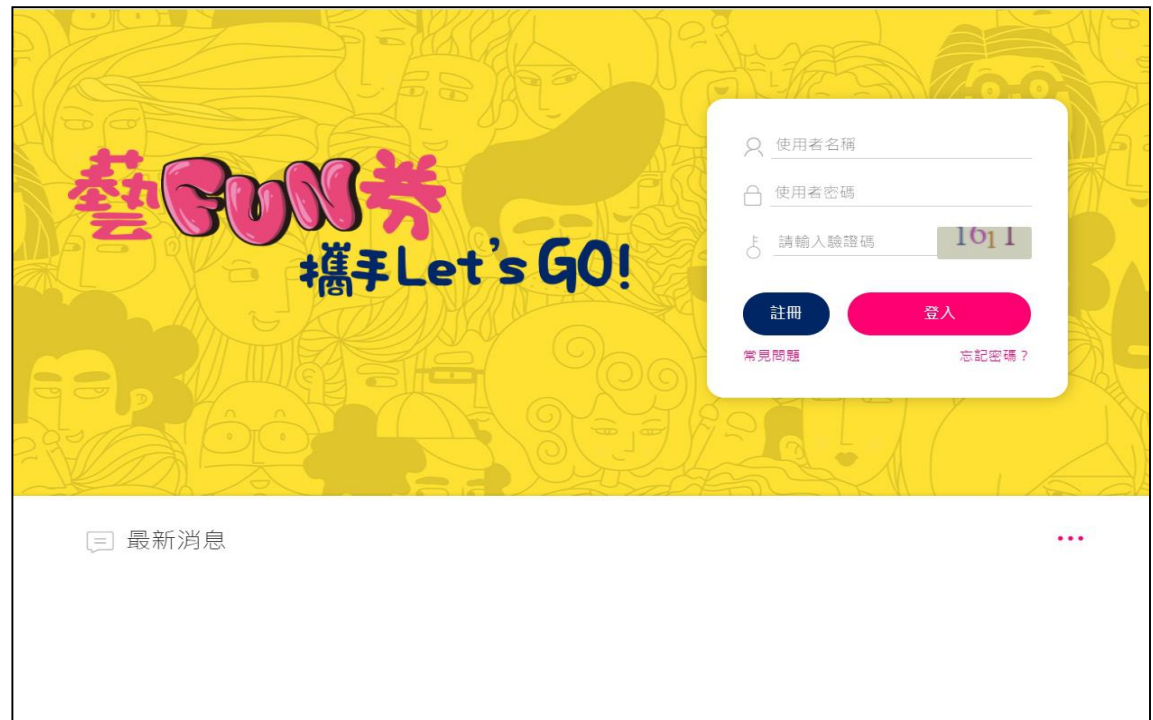 藝FUN券
攜手Let's GO!
使用者名稱
使用者密碼
請輸入驗證碼
1611
註冊 登入
常見問題 忘記密碼?
最新消息